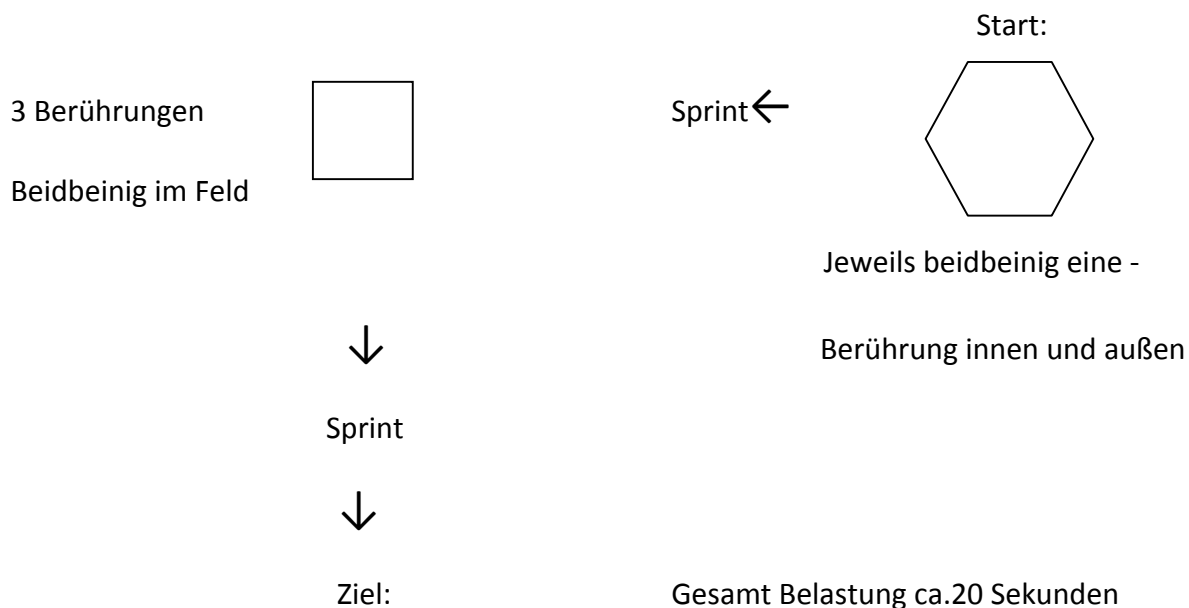 Start:
3 Berührungen
Sprint
Beidbeinig im Feld
Jeweils beidbeinig eine -
Berührung innen und außen
Sprint
Ziel:
Gesamt Belastung ca.20 Sekunden